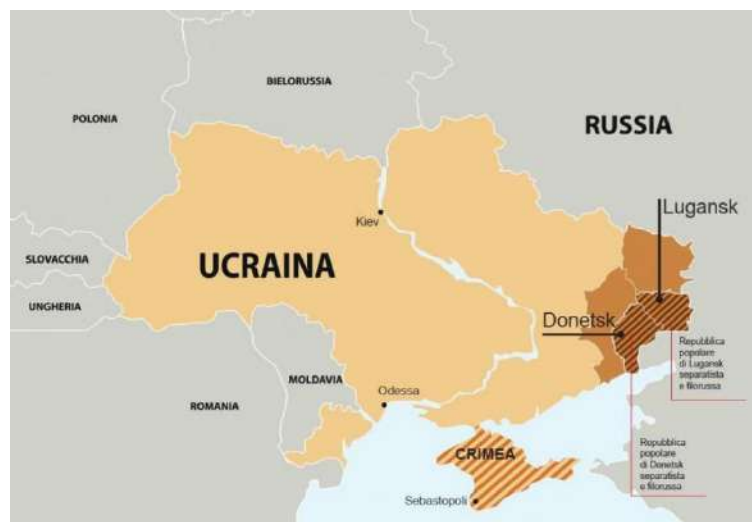 BIELORUSSIA
POLONIA
RUSSIA
Lugansk
Kiev
SLOVACCHIA
UCRAINA
UNGHERIA
Donetsk
Repubblica
popolare
di Lugansk
separatista
e filorussa
MOLDAVIA
Odessa
ROMANIA
CRIMEA
Repubblica
popolare
di Donetsk
separatista
e filorussa
Sebastopoli